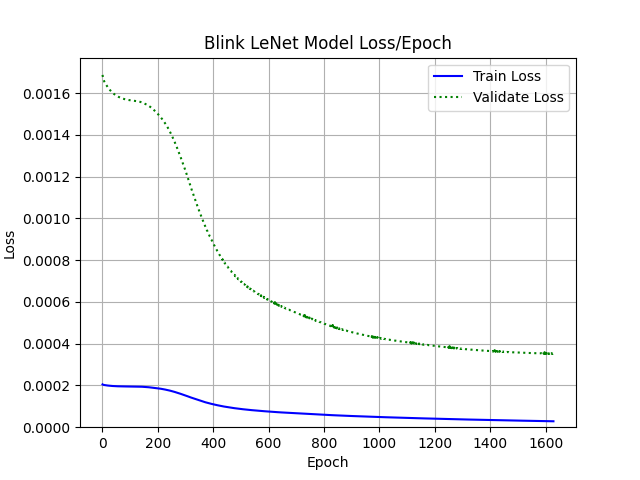 Blink LeNet Model Loss/Epoch
Train Loss
Validate Loss
0.0016
0.0014
0.0012
0.0010
0.0008
0.0006
0.0004
0.0002
0.0000
Loss
0 200 400 600 800 1000 1200 1400 1600
Epoch